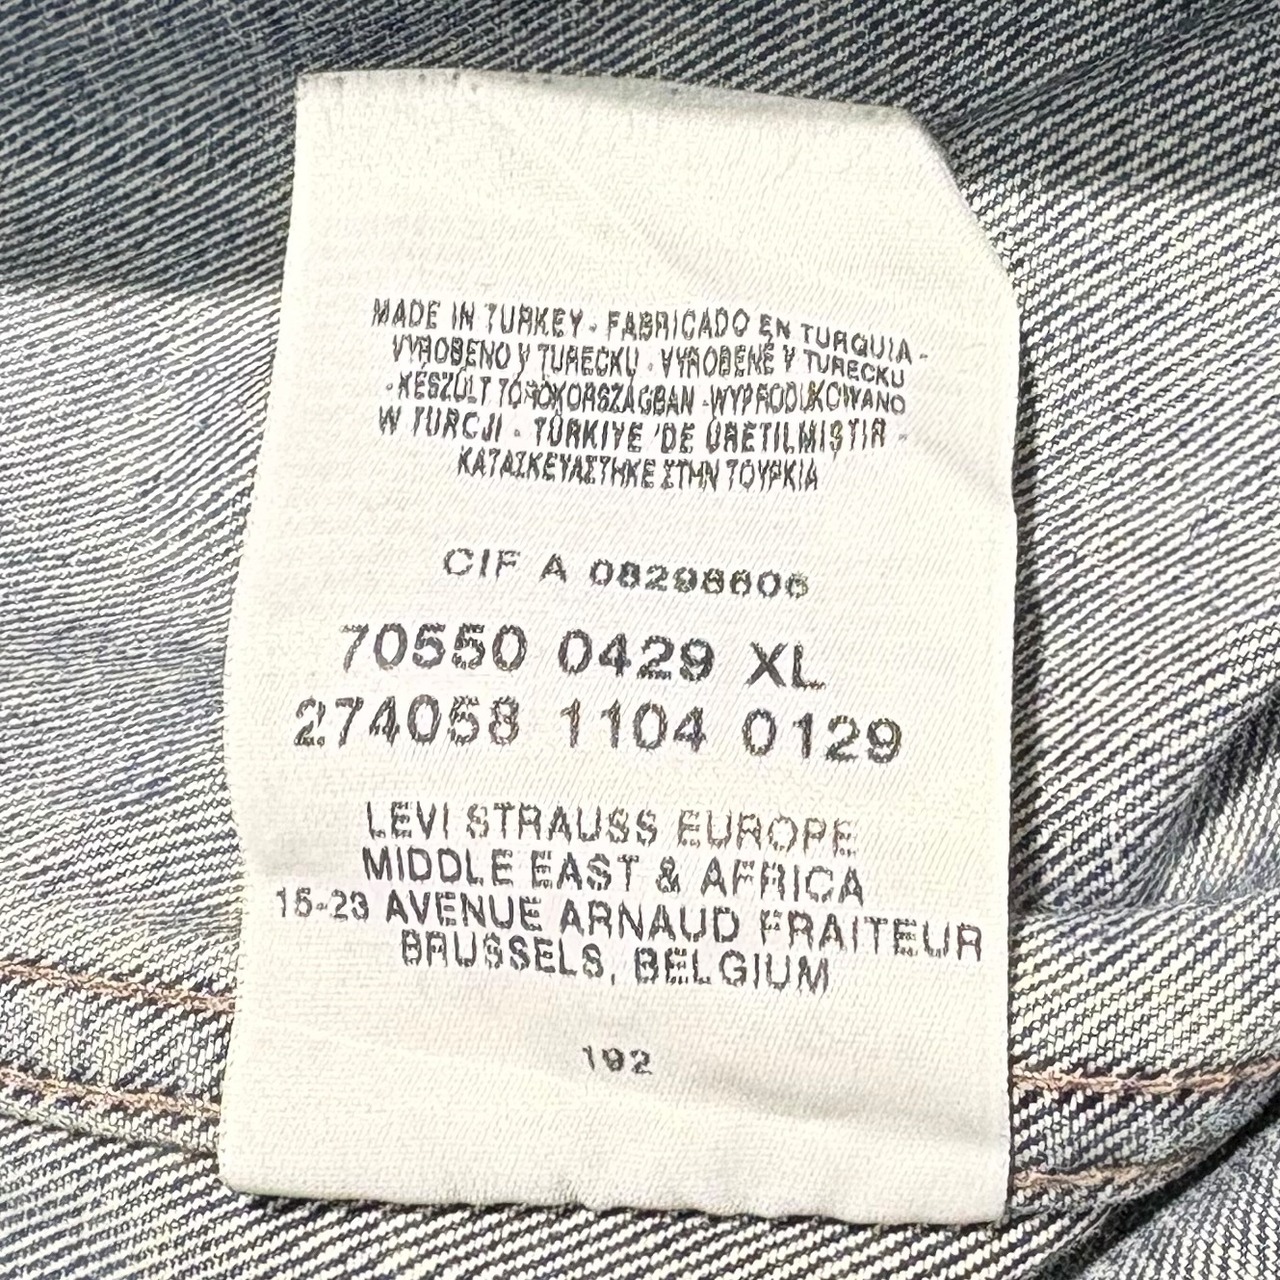 MADE IN TURKEY - FABRICADO EN TURQUIA -
VYROBENO V TURECKU - VYROBENÉ V TURECKU
- KÉSZÜLT TÖRÖKORSZÁGBAN - WYPRODUKOWANO
W TURCJI - TÜRKIYE 'DE ÜRETILMIŞTIR -
ΚΑΤΑΣΚΕΥΑΣΤΗΚΕ ΣΤΗΝ ΤΟΥΡΚΙΑ
CIF A 08298606
70550 0429 XL
274058 1104 0129
LEVI STRAUSS EUROPE
MIDDLE EAST & AFRICA
15-23 AVENUE ARNAUD FRAITEUR
BRUSSELS, BELGIUM
192